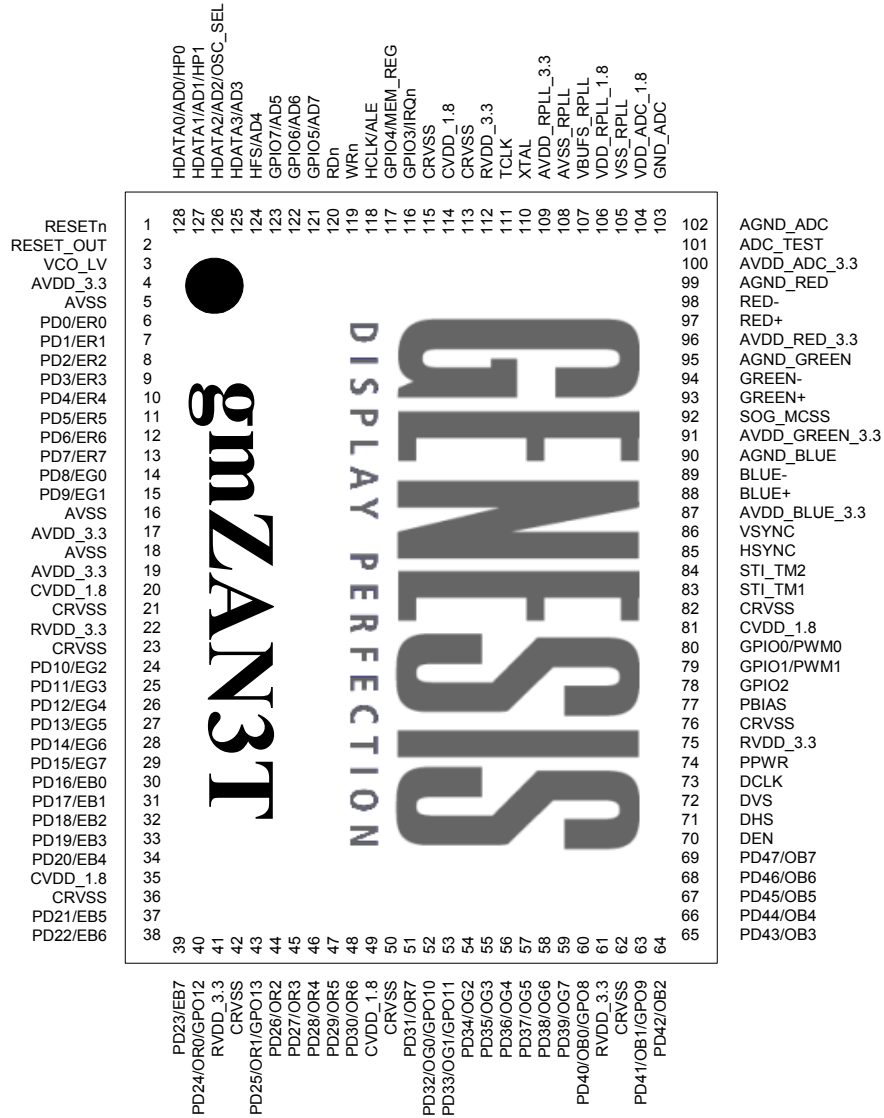 HDATA0/AD0/HP0
HDATA1/AD1/HP1
HDATA2/AD2/OSC_SEL
HDATA3/AD3
HFS/AD4
GPIO7/AD5
GPIO6/AD6
GPIO5/AD7
RDn
WRn
HCLK/ALE
GPIO4/MEM_REG
GPIO3/IRQn
CRVSS
CVDD_1.8
CRVSS
RVDD_3.3
TCLK
XTAL
AVDD_RPLL_3.3
AVSS_RPLL
VBUFS_RPLL
VDD_RPLL_1.8
VSS_RPLL
VDD_ADC_1.8
GND_ADC
128
127
126
125
124
123
122
121
120
119
118
117
116
115
114
113
112
111
110
109
108
107
106
105
104
103
RESETn 1
RESET_OUT 2
VCO_LV 3
AVDD_3.3 4
AVSS 5
PD0/ER0 6
PD1/ER1 7
PD2/ER2 8
PD3/ER3 9
PD4/ER4 10
PD5/ER5 11
PD6/ER6 12
PD7/ER7 13
PD8/EG0 14
PD9/EG1 15
AVSS 16
AVDD_3.3 17
AVSS 18
AVDD_3.3 19
CVDD_1.8 20
CRVSS 21
RVDD_3.3 22
CRVSS 23
PD10/EG2 24
PD11/EG3 25
PD12/EG4 26
PD13/EG5 27
PD14/EG6 28
PD15/EG7 29
PD16/EB0 30
PD17/EB1 31
PD18/EB2 32
PD19/EB3 33
PD20/EB4 34
CVDD_1.8 35
CRVSS 36
PD21/EB5 37
PD22/EB6 38
gmZAN3T
DISPLAY PERFECTION
GENESIS
102 AGND_ADC
101 ADC_TEST
100 AVDD_ADC_3.3
99 AGND_RED
98 RED-
97 RED+
96 AVDD_RED_3.3
95 AGND_GREEN
94 GREEN-
93 GREEN+
92 SOG_MCSS
91 AVDD_GREEN_3.3
90 AGND_BLUE
89 BLUE-
88 BLUE+
87 AVDD_BLUE_3.3
86 VSYNC
85 HSYNC
84 STI_TM2
83 STI_TM1
82 CRVSS
81 CVDD_1.8
80 GPIO0/PWM0
79 GPIO1/PWM1
78 GPIO2
77 PBIAS
76 CRVSS
75 RVDD_3.3
74 PPWR
73 DCLK
72 DVS
71 DHS
70 DEN
69 PD47/OB7
68 PD46/OB6
67 PD45/OB5
66 PD44/OB4
65 PD43/OB3
39
40
41
42
43
44
45
46
47
48
49
50
51
52
53
54
55
56
57
58
59
60
61
62
63
64
PD23/EB7
PD24/OR0/GPO12
RVDD_3.3
CRVSS
PD25/OR1/GPO13
PD26/OR2
PD27/OR3
PD28/OR4
PD29/OR5
PD30/OR6
CVDD_1.8
CRVSS
PD31/OR7
PD32/OG0/GPO10
PD33/OG1/GPO11
PD34/OG2
PD35/OG3
PD36/OG4
PD37/OG5
PD38/OG6
PD39/OG7
PD40/OB0/GPO8
RVDD_3.3
CRVSS
PD41/OB1/GPO9
PD42/OB2